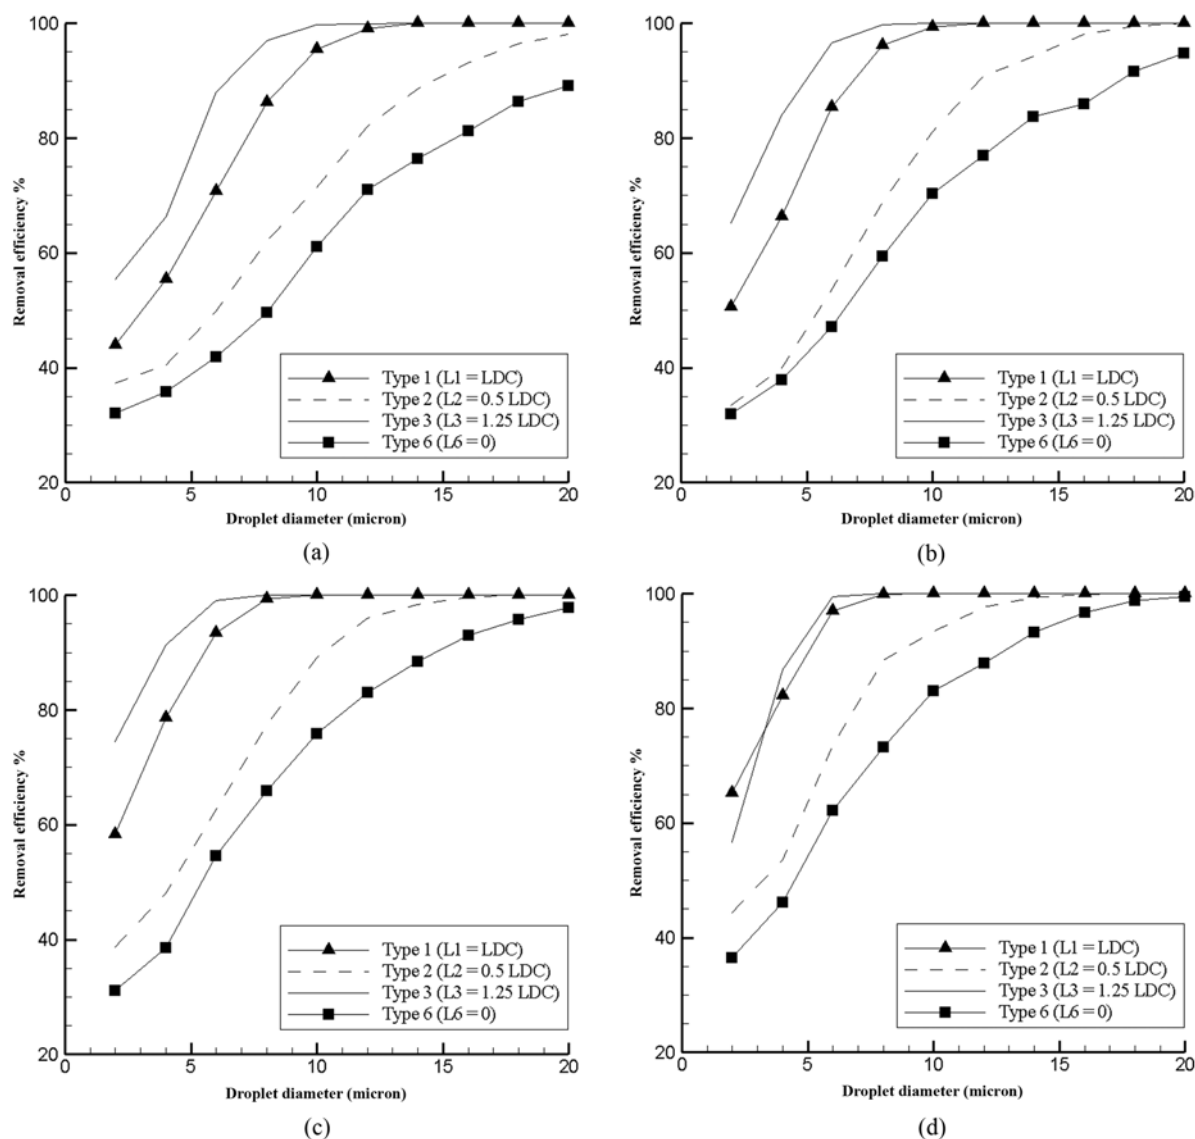 100
80
60
40
20
0
5
10
15
20
Removal efficiency %
Droplet diameter (micron)
Type 1 (L1 = LDC)
Type 2 (L2 = 0.5 LDC)
Type 3 (L3 = 1.25 LDC)
Type 6 (L6 = 0)
(a)
100
80
60
40
20
0
5
10
15
20
Removal efficiency %
Droplet diameter (micron)
Type 1 (L1 = LDC)
Type 2 (L2 = 0.5 LDC)
Type 3 (L3 = 1.25 LDC)
Type 6 (L6 = 0)
(b)
100
80
60
40
20
0
5
10
15
20
Removal efficiency %
Droplet diameter (micron)
Type 1 (L1 = LDC)
Type 2 (L2 = 0.5 LDC)
Type 3 (L3 = 1.25 LDC)
Type 6 (L6 = 0)
(c)
100
80
60
40
20
0
5
10
15
20
Removal efficiency %
Droplet diameter (micron)
Type 1 (L1 = LDC)
Type 2 (L2 = 0.5 LDC)
Type 3 (L3 = 1.25 LDC)
Type 6 (L6 = 0)
(d)